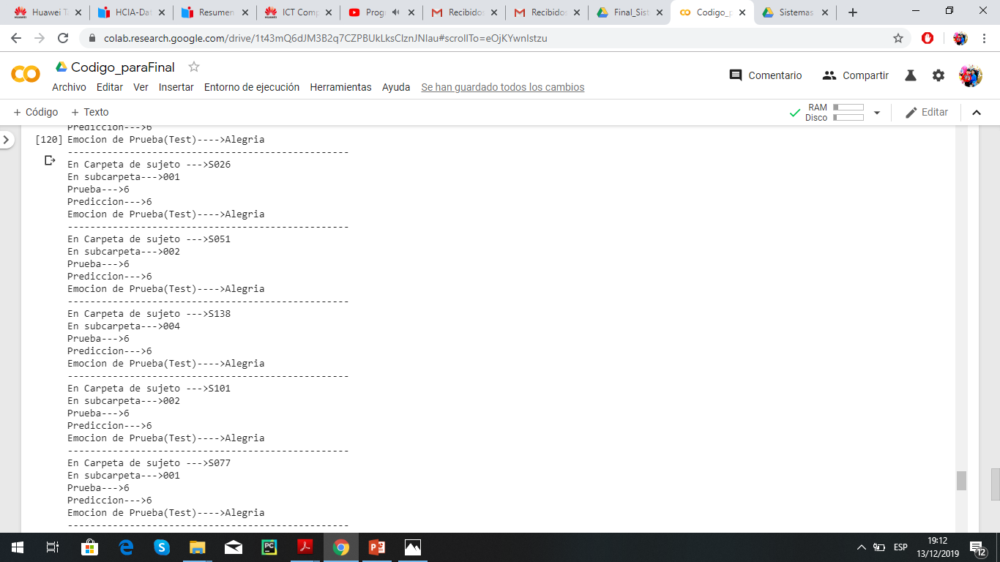 Huawei T
HCIA-Dat
Resumen
ICT Comp
Progr
Recibidos
Recibidos
Final_Sist
Codigo_p
Sistemas
colab.research.google.com/drive/1t43mQ6dJM3B2q7CZPBUkLksCIznJNIau#scrollTo=eOjKYwnIstzu
Codigo_paraFinal
Comentario
Compartir
Archivo Editar Ver Insertar Entorno de ejecución Herramientas Ayuda Se han guardado todos los cambios
+ Código + Texto
RAM
Disco
Editar
Prediccion--->6
[120] Emocion de Prueba(Test)---->Alegria
--------------------------------------------------
En Carpeta de sujeto --->S026
En subcarpeta--->001
Prueba--->6
Prediccion--->6
Emocion de Prueba(Test)---->Alegria
--------------------------------------------------
En Carpeta de sujeto --->S051
En subcarpeta--->002
Prueba--->6
Prediccion--->6
Emocion de Prueba(Test)---->Alegria
--------------------------------------------------
En Carpeta de sujeto --->S138
En subcarpeta--->004
Prueba--->6
Prediccion--->6
Emocion de Prueba(Test)---->Alegria
--------------------------------------------------
En Carpeta de sujeto --->S101
En subcarpeta--->002
Prueba--->6
Prediccion--->6
Emocion de Prueba(Test)---->Alegria
--------------------------------------------------
En Carpeta de sujeto --->S077
En subcarpeta--->001
Prueba--->6
Prediccion--->6
Emocion de Prueba(Test)---->Alegria
--------------------------------------------------
ESP
19:12
13/12/2019
12